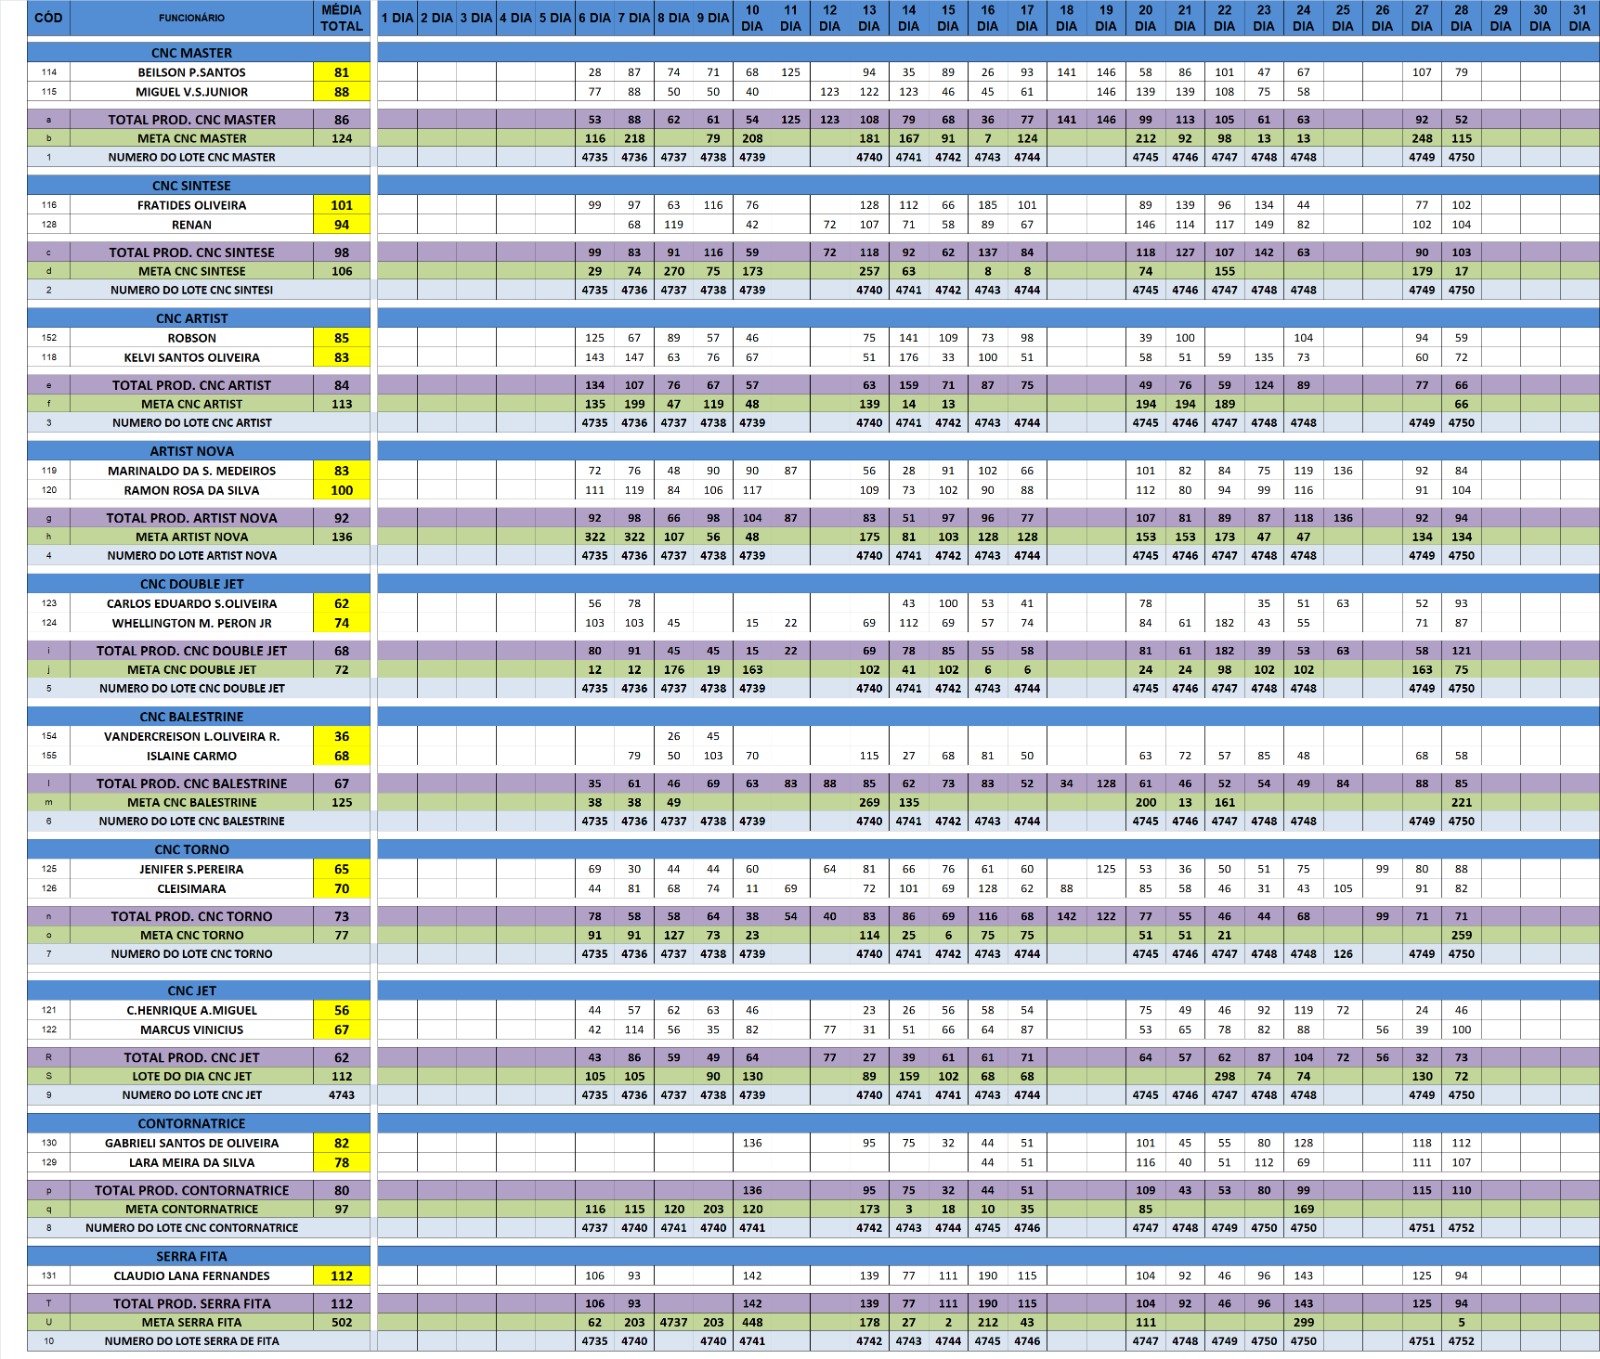 CÓD FUNCIONÁRIO MÉDIA TOTAL 1 DIA 2 DIA 3 DIA 4 DIA 5 DIA 6 DIA 7 DIA 8 DIA 9 DIA 10 DIA 11 DIA 12 DIA 13 DIA 14 DIA 15 DIA 16 DIA 17 DIA 18 DIA 19 DIA 20 DIA 21 DIA 22 DIA 23 DIA 24 DIA 25 DIA 26 DIA 27 DIA 28 DIA 29 DIA 30 DIA 31 DIA
CNC MASTER
114 BEILSON P.SANTOS 81 28 87 74 71 68 125 94 35 89 26 93 141 146 58 86 101 47 67 107 79
115 MIGUEL V.S.JUNIOR 88 77 88 50 50 40 123 122 123 46 45 61 146 139 139 108 75 58
a TOTAL PROD. CNC MASTER 86 53 88 62 61 54 125 123 108 79 68 36 77 141 146 99 113 105 61 63 92 52
b META CNC MASTER 124 116 218 79 208 181 167 91 7 124 212 92 98 13 13 248 115
1 NUMERO DO LOTE CNC MASTER 4735 4736 4737 4738 4739 4740 4741 4742 4743 4744 4745 4746 4747 4748 4748 4749 4750
CNC SINTESE
116 FRATIDES OLIVEIRA 101 99 97 63 116 76 128 112 66 185 101 89 139 96 134 44 77 102
128 RENAN 94 68 119 42 72 107 71 58 89 67 146 114 117 149 82 102 104
c TOTAL PROD. CNC SINTESE 98 99 83 91 116 59 72 118 92 62 137 84 118 127 107 142 63 90 103
d META CNC SINTESE 106 29 74 270 75 173 257 63 8 8 74 155 179 17
2 NUMERO DO LOTE CNC SINTESI 4735 4736 4737 4738 4739 4740 4741 4742 4743 4744 4745 4746 4747 4748 4748 4749 4750
CNC ARTIST
152 ROBSON 85 125 67 89 57 46 75 141 109 73 98 39 100 104 94 59
118 KELVI SANTOS OLIVEIRA 83 143 147 63 76 67 51 176 33 100 51 58 51 59 135 73 60 72
e TOTAL PROD. CNC ARTIST 84 134 107 76 67 57 63 159 71 87 75 49 76 59 124 89 77 66
f META CNC ARTIST 113 135 199 47 119 48 139 14 13 194 194 189 66
3 NUMERO DO LOTE CNC ARTIST 4735 4736 4737 4738 4739 4740 4741 4742 4743 4744 4745 4746 4747 4748 4748 4749 4750
ARTIST NOVA
119 MARINALDO DA S. MEDEIROS 83 72 76 48 90 90 87 56 28 91 102 66 101 82 84 75 119 136 92 84
120 RAMON ROSA DA SILVA 100 111 119 84 106 117 109 73 102 90 88 112 80 94 99 116 91 104
g TOTAL PROD. ARTIST NOVA 92 92 98 66 98 104 87 83 51 97 96 77 107 81 89 87 118 136 92 94
h META ARTIST NOVA 136 322 322 107 56 48 175 81 103 128 128 153 153 173 47 47 134 134
4 NUMERO DO LOTE ARTIST NOVA 4735 4736 4737 4738 4739 4740 4741 4742 4743 4744 4745 4746 4747 4748 4748 4749 4750
CNC DOUBLE JET
123 CARLOS EDUARDO S.OLIVEIRA 62 56 78 43 100 53 41 78 35 51 63 52 93
124 WHELLINGTON M. PERON JR 74 103 103 45 15 22 69 112 69 57 74 84 61 182 43 55 71 87
i TOTAL PROD. CNC DOUBLE JET 68 80 91 45 45 15 22 69 78 85 55 58 81 61 182 39 53 63 58 121
j META CNC DOUBLE JET 72 12 12 176 19 163 102 41 102 6 6 24 24 98 102 102 163 75
5 NUMERO DO LOTE CNC DOUBLE JET 4735 4736 4737 4738 4739 4740 4741 4742 4743 4744 4745 4746 4747 4748 4748 4749 4750
CNC BALESTRINE
154 VANDERCREISON L.OLIVEIRA R. 36 26 45
155 ISLAINE CARMO 68 79 50 103 70 115 27 68 81 50 63 72 57 85 48 68 58
l TOTAL PROD. CNC BALESTRINE 67 35 61 46 69 63 83 88 85 62 73 83 52 34 128 61 46 52 54 49 84 88 85
m META CNC BALESTRINE 125 38 38 49 269 135 200 13 161 221
6 NUMERO DO LOTE CNC BALESTRINE 4735 4736 4737 4738 4739 4740 4741 4742 4743 4744 4745 4746 4747 4748 4748 4749 4750
CNC TORNO
125 JENIFER S.PEREIRA 65 69 30 44 44 60 64 81 66 76 61 60 125 53 36 50 51 75 99 80 88
126 CLEISIMARA 70 44 81 68 74 11 69 72 101 69 128 62 88 85 58 46 31 43 105 91 82
n TOTAL PROD. CNC TORNO 73 78 58 58 64 38 54 40 83 86 69 116 68 142 122 77 55 46 44 68 99 71 71
o META CNC TORNO 77 91 91 127 73 23 114 25 6 75 75 51 51 21 259
7 NUMERO DO LOTE CNC TORNO 4735 4736 4737 4738 4739 4740 4741 4742 4743 4744 4745 4746 4747 4748 4748 126 4749 4750
CNC JET
121 C.HENRIQUE A.MIGUEL 56 44 57 62 63 46 23 26 56 58 54 75 49 46 92 119 72 24 46
122 MARCUS VINICIUS 67 42 114 56 35 82 77 31 51 66 64 87 53 65 78 82 88 56 39 100
R TOTAL PROD. CNC JET 62 43 86 59 49 64 77 27 39 61 61 71 64 57 62 87 104 72 56 32 73
S LOTE DO DIA CNC JET 112 105 105 90 130 89 159 102 68 68 298 74 74 130 72
9 NUMERO DO LOTE CNC JET 4743 4735 4736 4737 4738 4739 4740 4741 4741 4743 4744 4745 4746 4747 4748 4748 4749 4750
CONTORNATRICE
130 GABRIELI SANTOS DE OLIVEIRA 82 136 95 75 32 44 51 101 45 55 80 128 118 112
129 LARA MEIRA DA SILVA 78 44 51 116 40 51 112 69 111 107
p TOTAL PROD. CONTORNATRICE 80 136 95 75 32 44 51 109 43 53 80 99 115 110
q META CONTORNATRICE 97 116 115 120 203 120 173 3 18 10 35 85 169
8 NUMERO DO LOTE CNC CONTORNATRICE 4737 4740 4741 4740 4741 4742 4743 4744 4745 4746 4747 4748 4749 4750 4750 4751 4752
SERRA FITA
131 CLAUDIO LANA FERNANDES 112 106 93 142 139 77 111 190 115 104 92 46 96 143 125 94
T TOTAL PROD. SERRA FITA 112 106 93 142 139 77 111 190 115 104 92 46 96 143 125 94
U META SERRA FITA 502 62 203 4737 203 448 178 27 2 212 43 111 299 5
10 NUMERO DO LOTE SERRA DE FITA 4735 4740 4740 4741 4742 4743 4744 4745 4746 4747 4748 4749 4750 4750 4751 4752